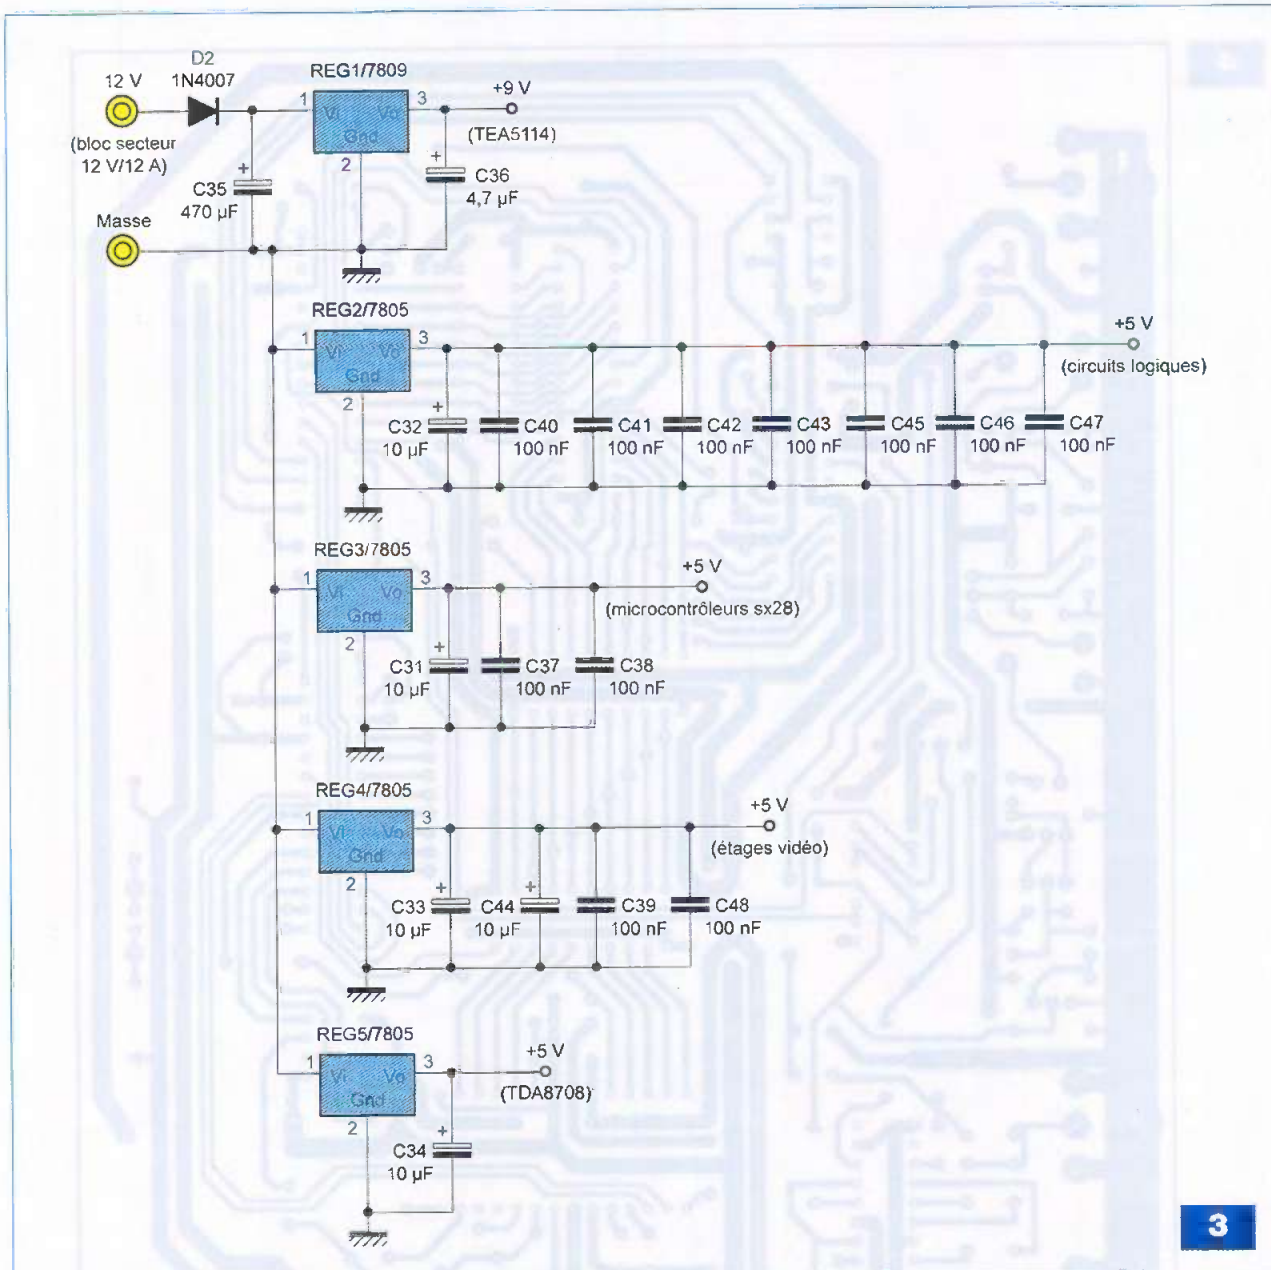 D2
12 V
1N4007
REG1/7809
1
Vi
Vo
3
Gnd
2
+9 V
(TEA5114)
(bloc secteur
12 V/12 A)
+
C35
470 µF
+
C36
4,7 µF
Masse
REG2/7805
1
Vi
Vo
3
Gnd
2
+5 V
(circuits logiques)
+
C32
10 µF
C40
100 nF
C41
100 nF
C42
100 nF
C43
100 nF
C45
100 nF
C46
100 nF
C47
100 nF
REG3/7805
1
Vi
Vo
3
Gnd
2
+5 V
(microcontrôleurs sx28)
+
C31
10 µF
C37
100 nF
C38
100 nF
REG4/7805
1
Vi
Vo
3
Gnd
2
+5 V
(étages vidéo)
+
C33
10 µF
+
C44
10 µF
C39
100 nF
C48
100 nF
REG5/7805
1
Vi
Vo
3
Gnd
2
+5 V
(TDA8708)
+
C34
10 µF
3